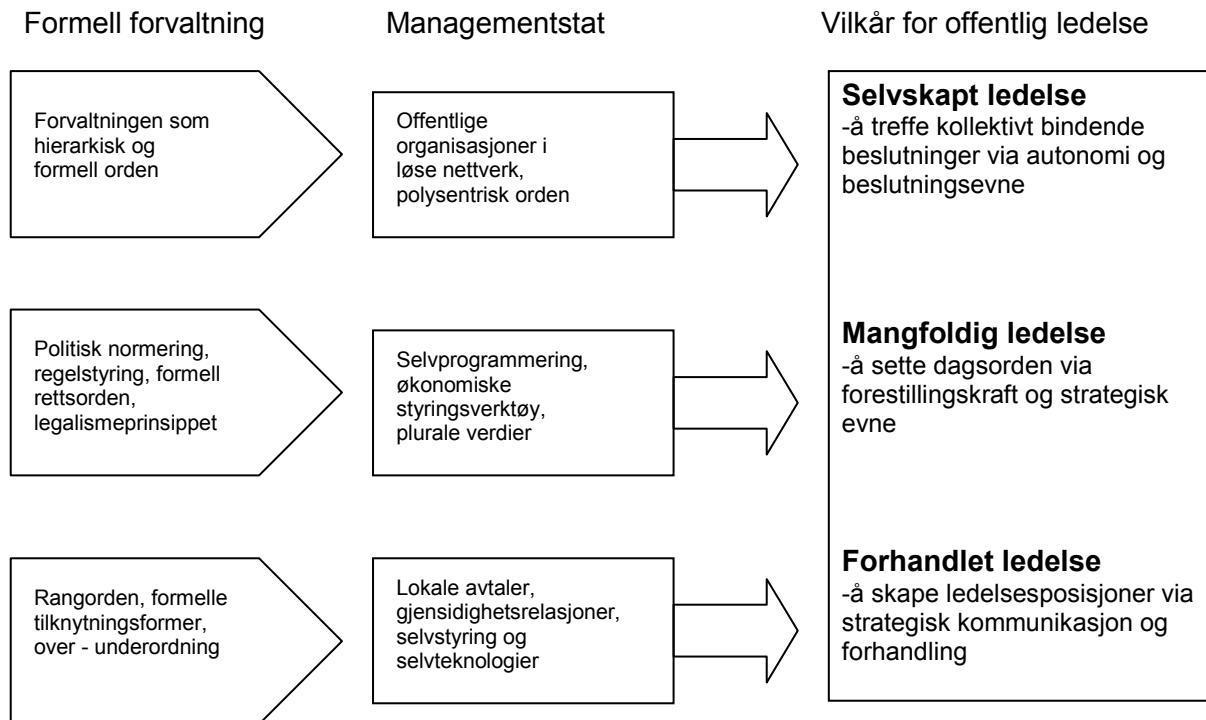 Formell forvaltning
Managementstat
Vilkår for offentlig ledelse
Forvaltningen som
hierarkisk og
formell orden
Offentlige
organisasjoner i
løse nettverk,
polysentrisk orden
Selvskapt ledelse
-å treffe kollektivt bindende
beslutninger via autonomi og
beslutningsevne
Politisk normering,
regelstyring, formell
rettsorden,
legalismeprinsippet
Selvprogrammering,
økonomiske
styringsverktøy,
plurale verdier
Mangfoldig ledelse
-å sette dagsorden via
forestillingskraft og strategisk
evne
Rangorden, formelle
tilknytningsformer,
over - underordning
Lokale avtaler,
gjensidighetsrelasjoner,
selvstyring og
selvteknologier
Forhandlet ledelse
-å skape ledelsesposisjoner via
strategisk kommunikasjon og
forhandling